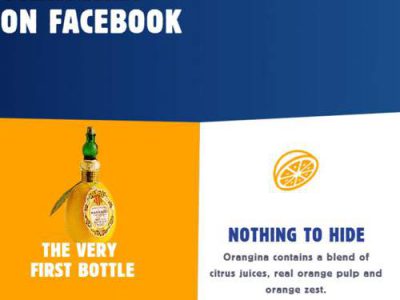 ON FACEBOOK
THE VERY
FIRST BOTTLE
NOTHING TO HIDE
Orangina contains a blend of
citrus juices, real orange pulp and
orange zest.